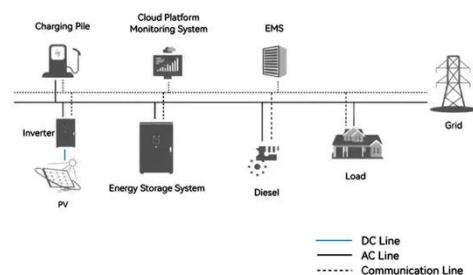 Cloud Platform
Monitoring System
Charging Pile
EMS
Grid
Inverter
PV
Energy Storage System
Diesel
Load
DC Line
AC Line
Communication Line